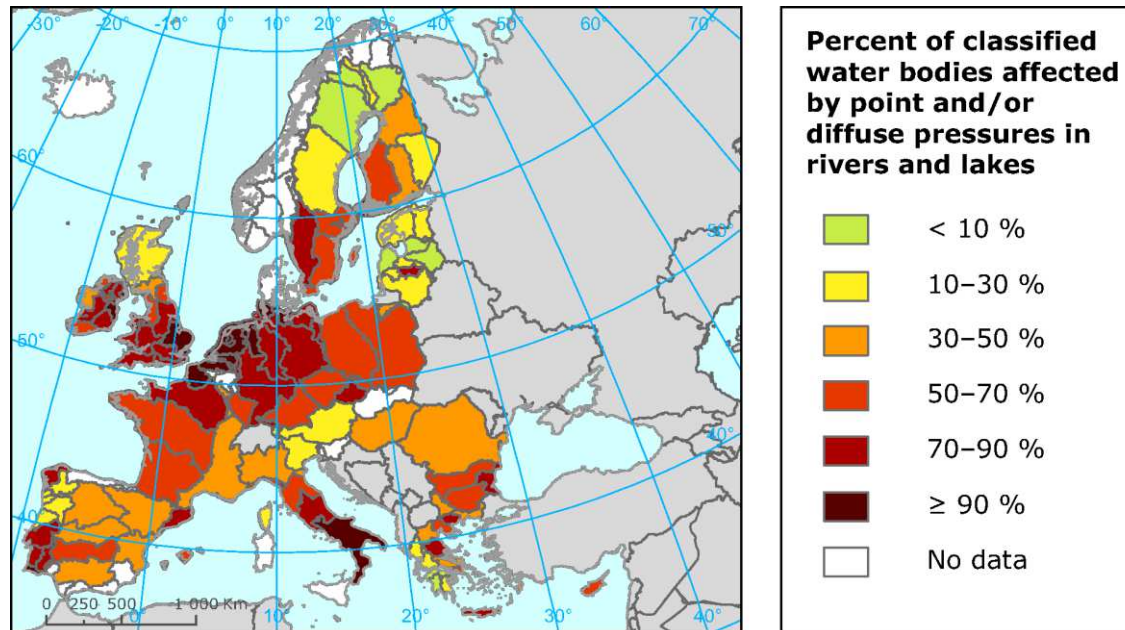 -30° -20° -10° 0° 10° 20° 30° 40° 50° 60° 70°
60°
50°
50°
40°
40°
0 250 500 1 000 Km
0° 10° 20° 30° 40°
Percent of classified
water bodies affected
by point and/or
diffuse pressures in
rivers and lakes
< 10 %
10–30 %
30–50 %
50–70 %
70–90 %
≥ 90 %
No data